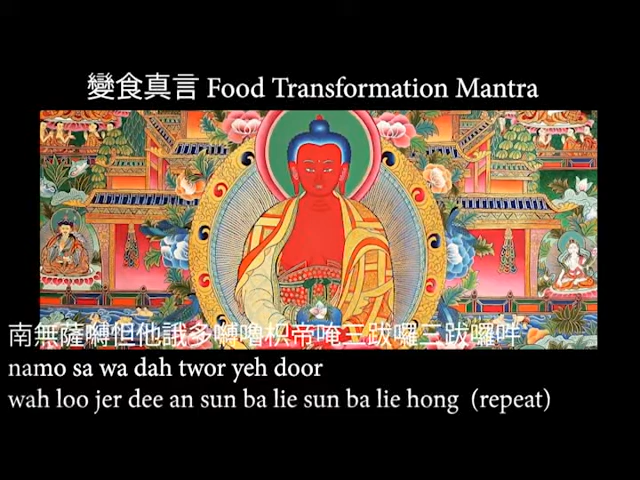 變食真言 Food Transformation Mantra
南無薩嚩怛他誐多嚩嚕枳帝唵三跋囉三跋囉吽
namo sa wa dah twor yeh door
wah loo jer dee an sun ba lie sun ba lie hong (repeat)